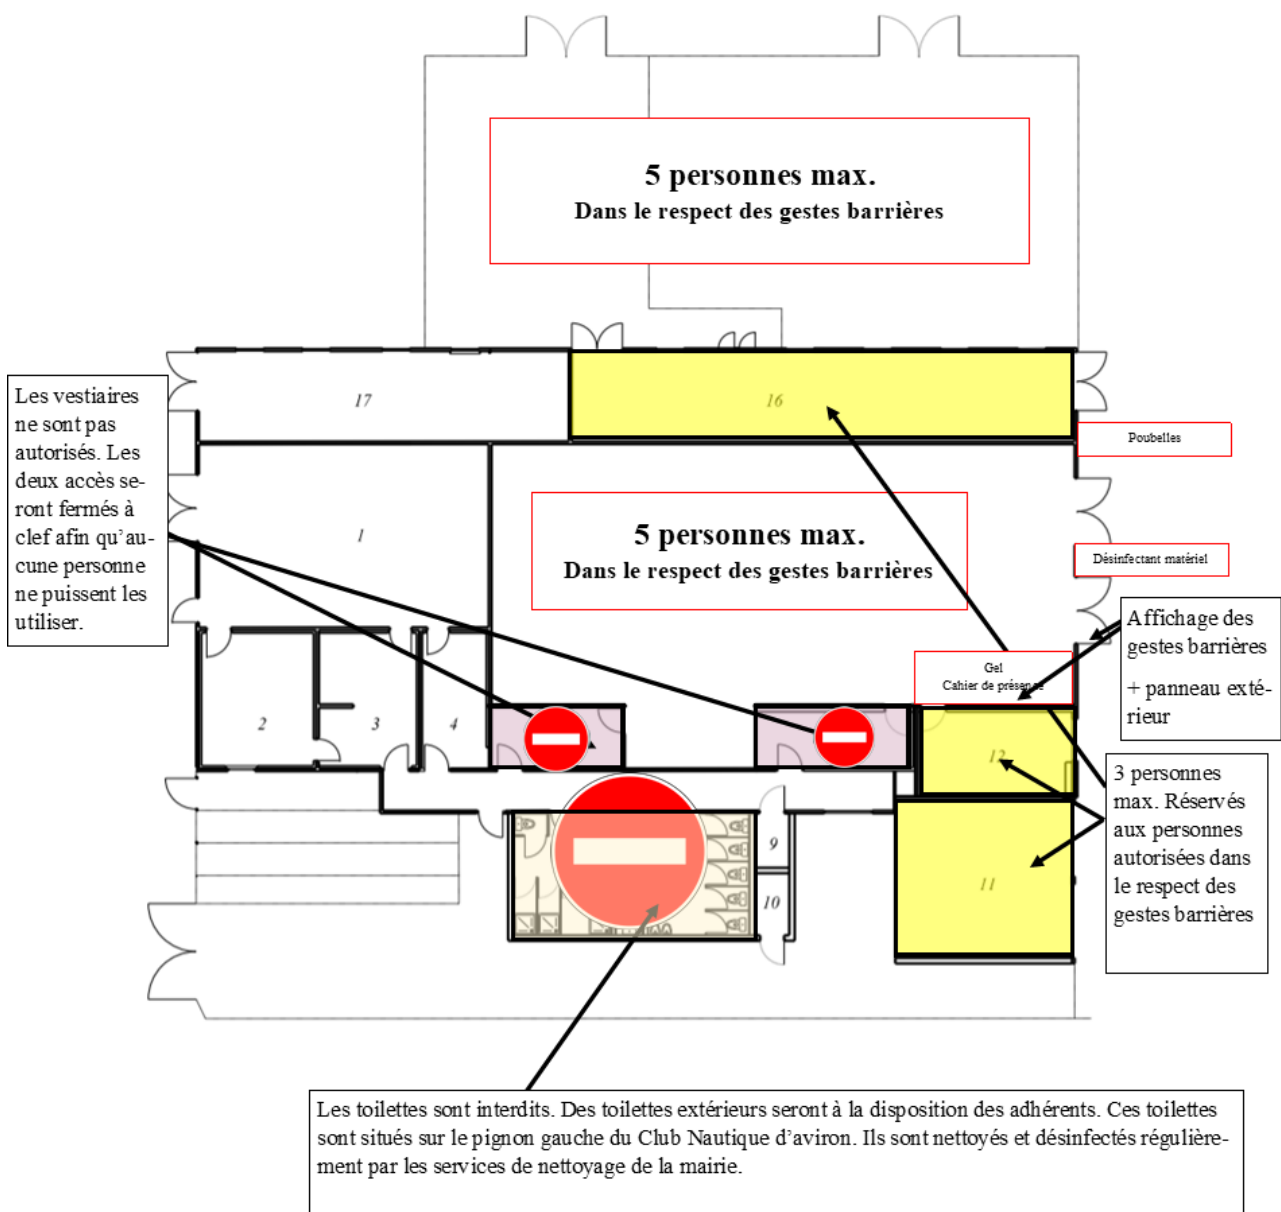 5 personnes max.
Dans le respect des gestes barrières
Les vestiaires
ne sont pas
autorisés. Les
deux accès se-
ront fermés à
clef afin qu'au-
cune personne
ne puissent les
utiliser.
17
16
Poubelles
1
5 personnes max.
Dans le respect des gestes barrières
Désinfectant matériel
Affichage des
gestes barrières
+ panneau exté-
rieur
Gel
Cahier de présence
2
3
4
12
3 personnes
max. Réservés
aux personnes
autorisées dans
le respect des
gestes barrières
9
10
11
Les toilettes sont interdits. Des toilettes extérieurs seront à la disposition des adhérents. Ces toilettes
sont situés sur le pignon gauche du Club Nautique d'aviron. Ils sont nettoyés et désinfectés régulière-
ment par les services de nettoyage de la mairie.